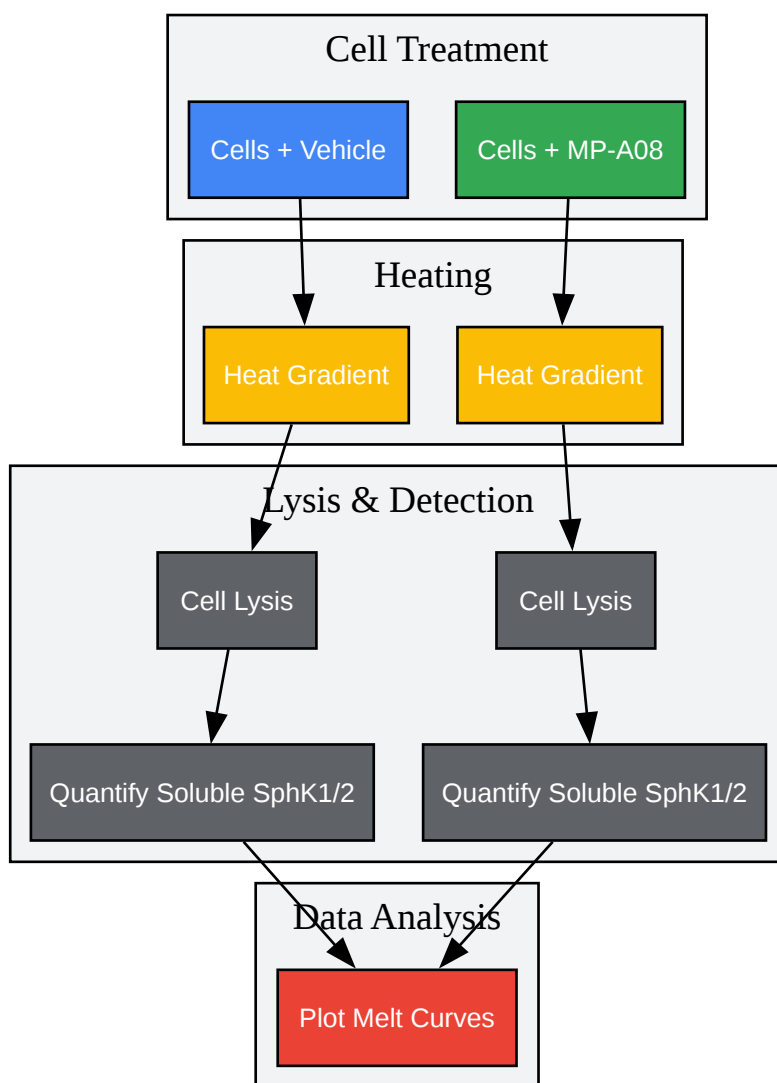 Cell Treatment
Cells + Vehicle
Cells + MP-A08
Heating
Heat Gradient
Heat Gradient
Lysis & Detection
Cell Lysis
Cell Lysis
Quantify Soluble SphK1/2
Quantify Soluble SphK1/2
Data Analysis
Plot Melt Curves